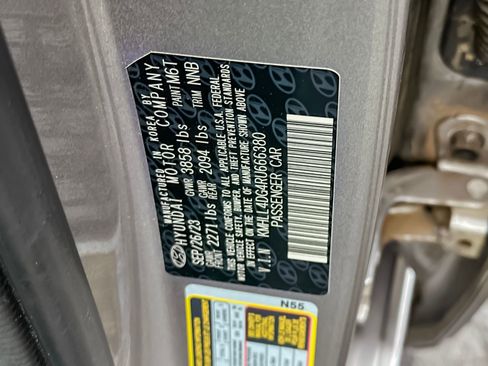 MANUFACTURED IN KOREA BY
HYUNDAI MOTOR COMPANY
SEP/26/23 GVWR 3858 lbs PAINT M6T
GAWR FRONT 2271 lbs GAWR REAR 2094 lbs TRIM NNB
THIS VEHICLE CONFORMS TO ALL APPLICABLE U.S.A. FEDERAL
MOTOR VEHICLE SAFETY, BUMPER, AND THEFT PREVENTION STANDARDS
IN EFFECT ON THE DATE OF MANUFACTURE SHOWN ABOVE.
KMHLL4DG4RU666380
V.I.N PASSENGER CAR
N55